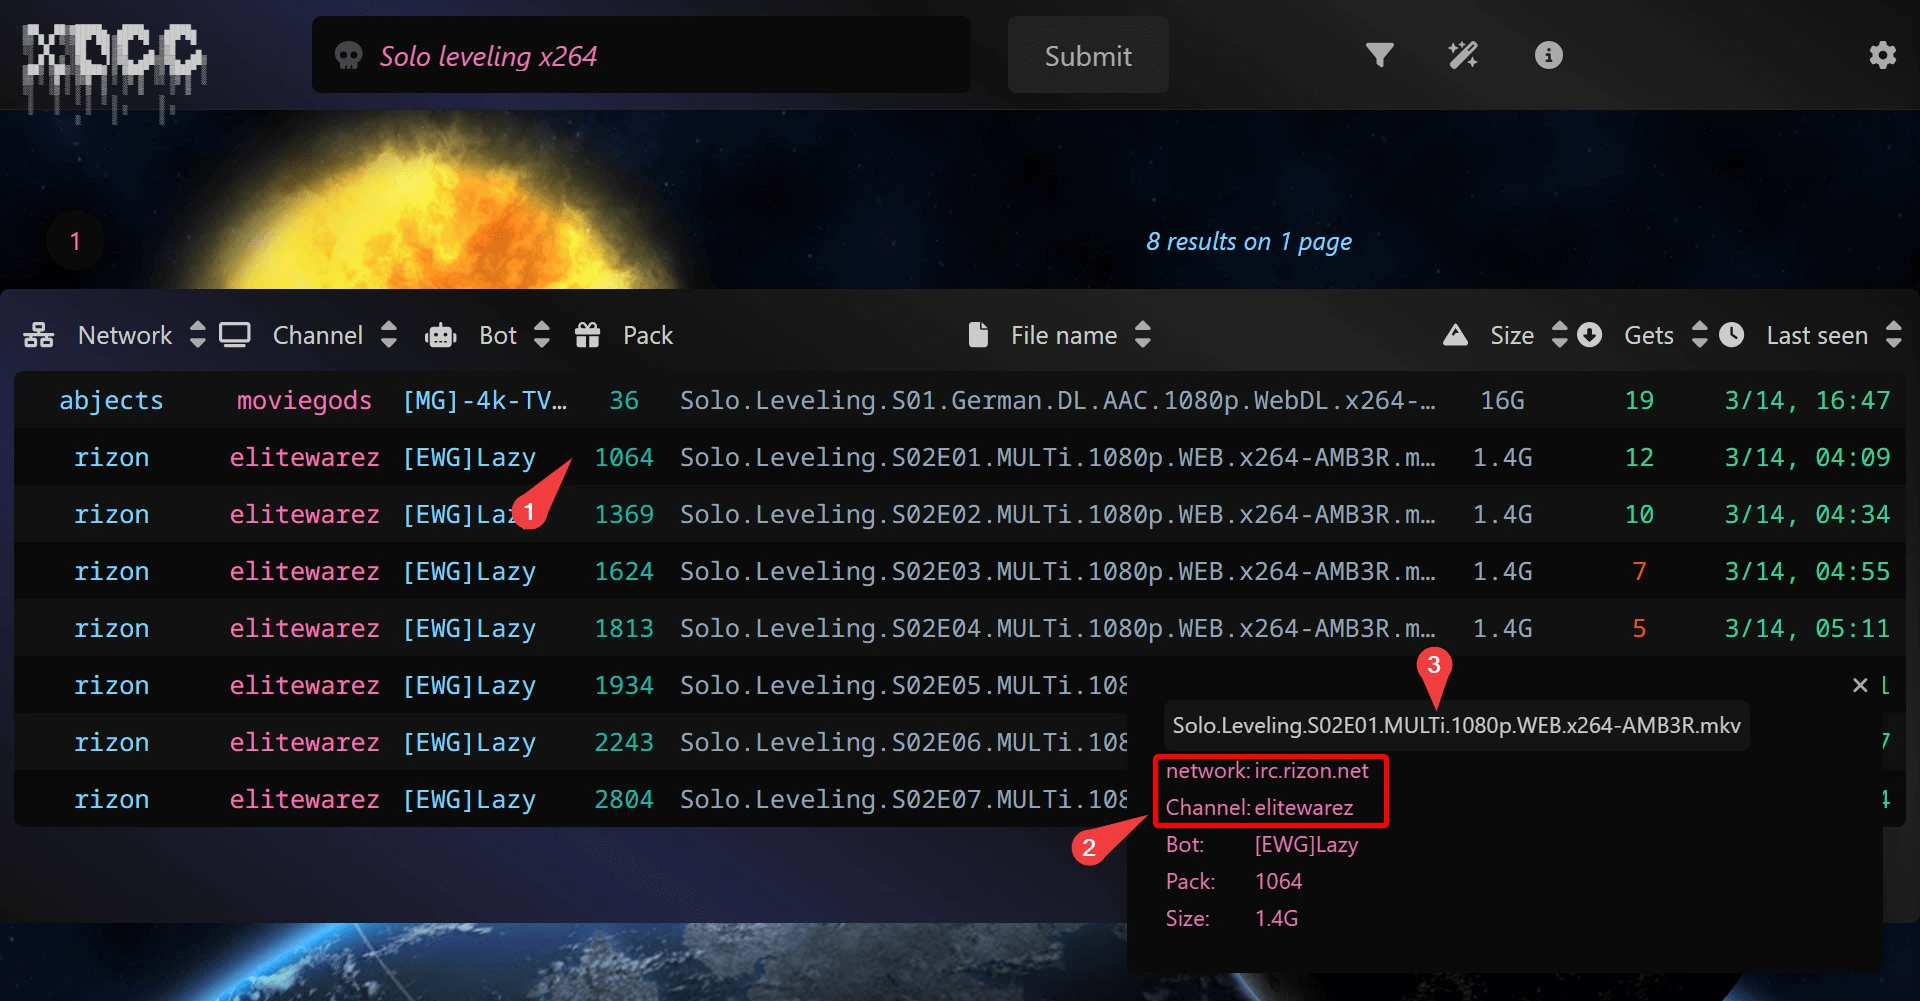 xDCC
Solo leveling x264
Submit
1
8 results on 1 page
Network Channel Bot Pack File name Size Gets Last seen
abjects moviegods [MG]-4k-TV… 36 Solo.Leveling.S01.German.DL.AAC.1080p.WebDL.x264-… 16G 19 3/14, 16:47
rizon elitewarez [EWG]Lazy 1064 Solo.Leveling.S02E01.MULTi.1080p.WEB.x264-AMB3R.m… 1.4G 12 3/14, 04:09
1
rizon elitewarez [EWG]Laz 1369 Solo.Leveling.S02E02.MULTi.1080p.WEB.x264-AMB3R.m… 1.4G 10 3/14, 04:34
rizon elitewarez [EWG]Lazy 1624 Solo.Leveling.S02E03.MULTi.1080p.WEB.x264-AMB3R.m… 1.4G 7 3/14, 04:55
rizon elitewarez [EWG]Lazy 1813 Solo.Leveling.S02E04.MULTi.1080p.WEB.x264-AMB3R.m… 1.4G 5 3/14, 05:11
3
rizon elitewarez [EWG]Lazy 1934 Solo.Leveling.S02E05.MULTi.108 1
rizon elitewarez [EWG]Lazy 2243 Solo.Leveling.S02E06.MULTi.108 7
rizon elitewarez [EWG]Lazy 2804 Solo.Leveling.S02E07.MULTi.108 4
Solo.Leveling.S02E01.MULTi.1080p.WEB.x264-AMB3R.mkv
network: irc.rizon.net
Channel: elitewarez
2
Bot: [EWG]Lazy
Pack: 1064
Size: 1.4G